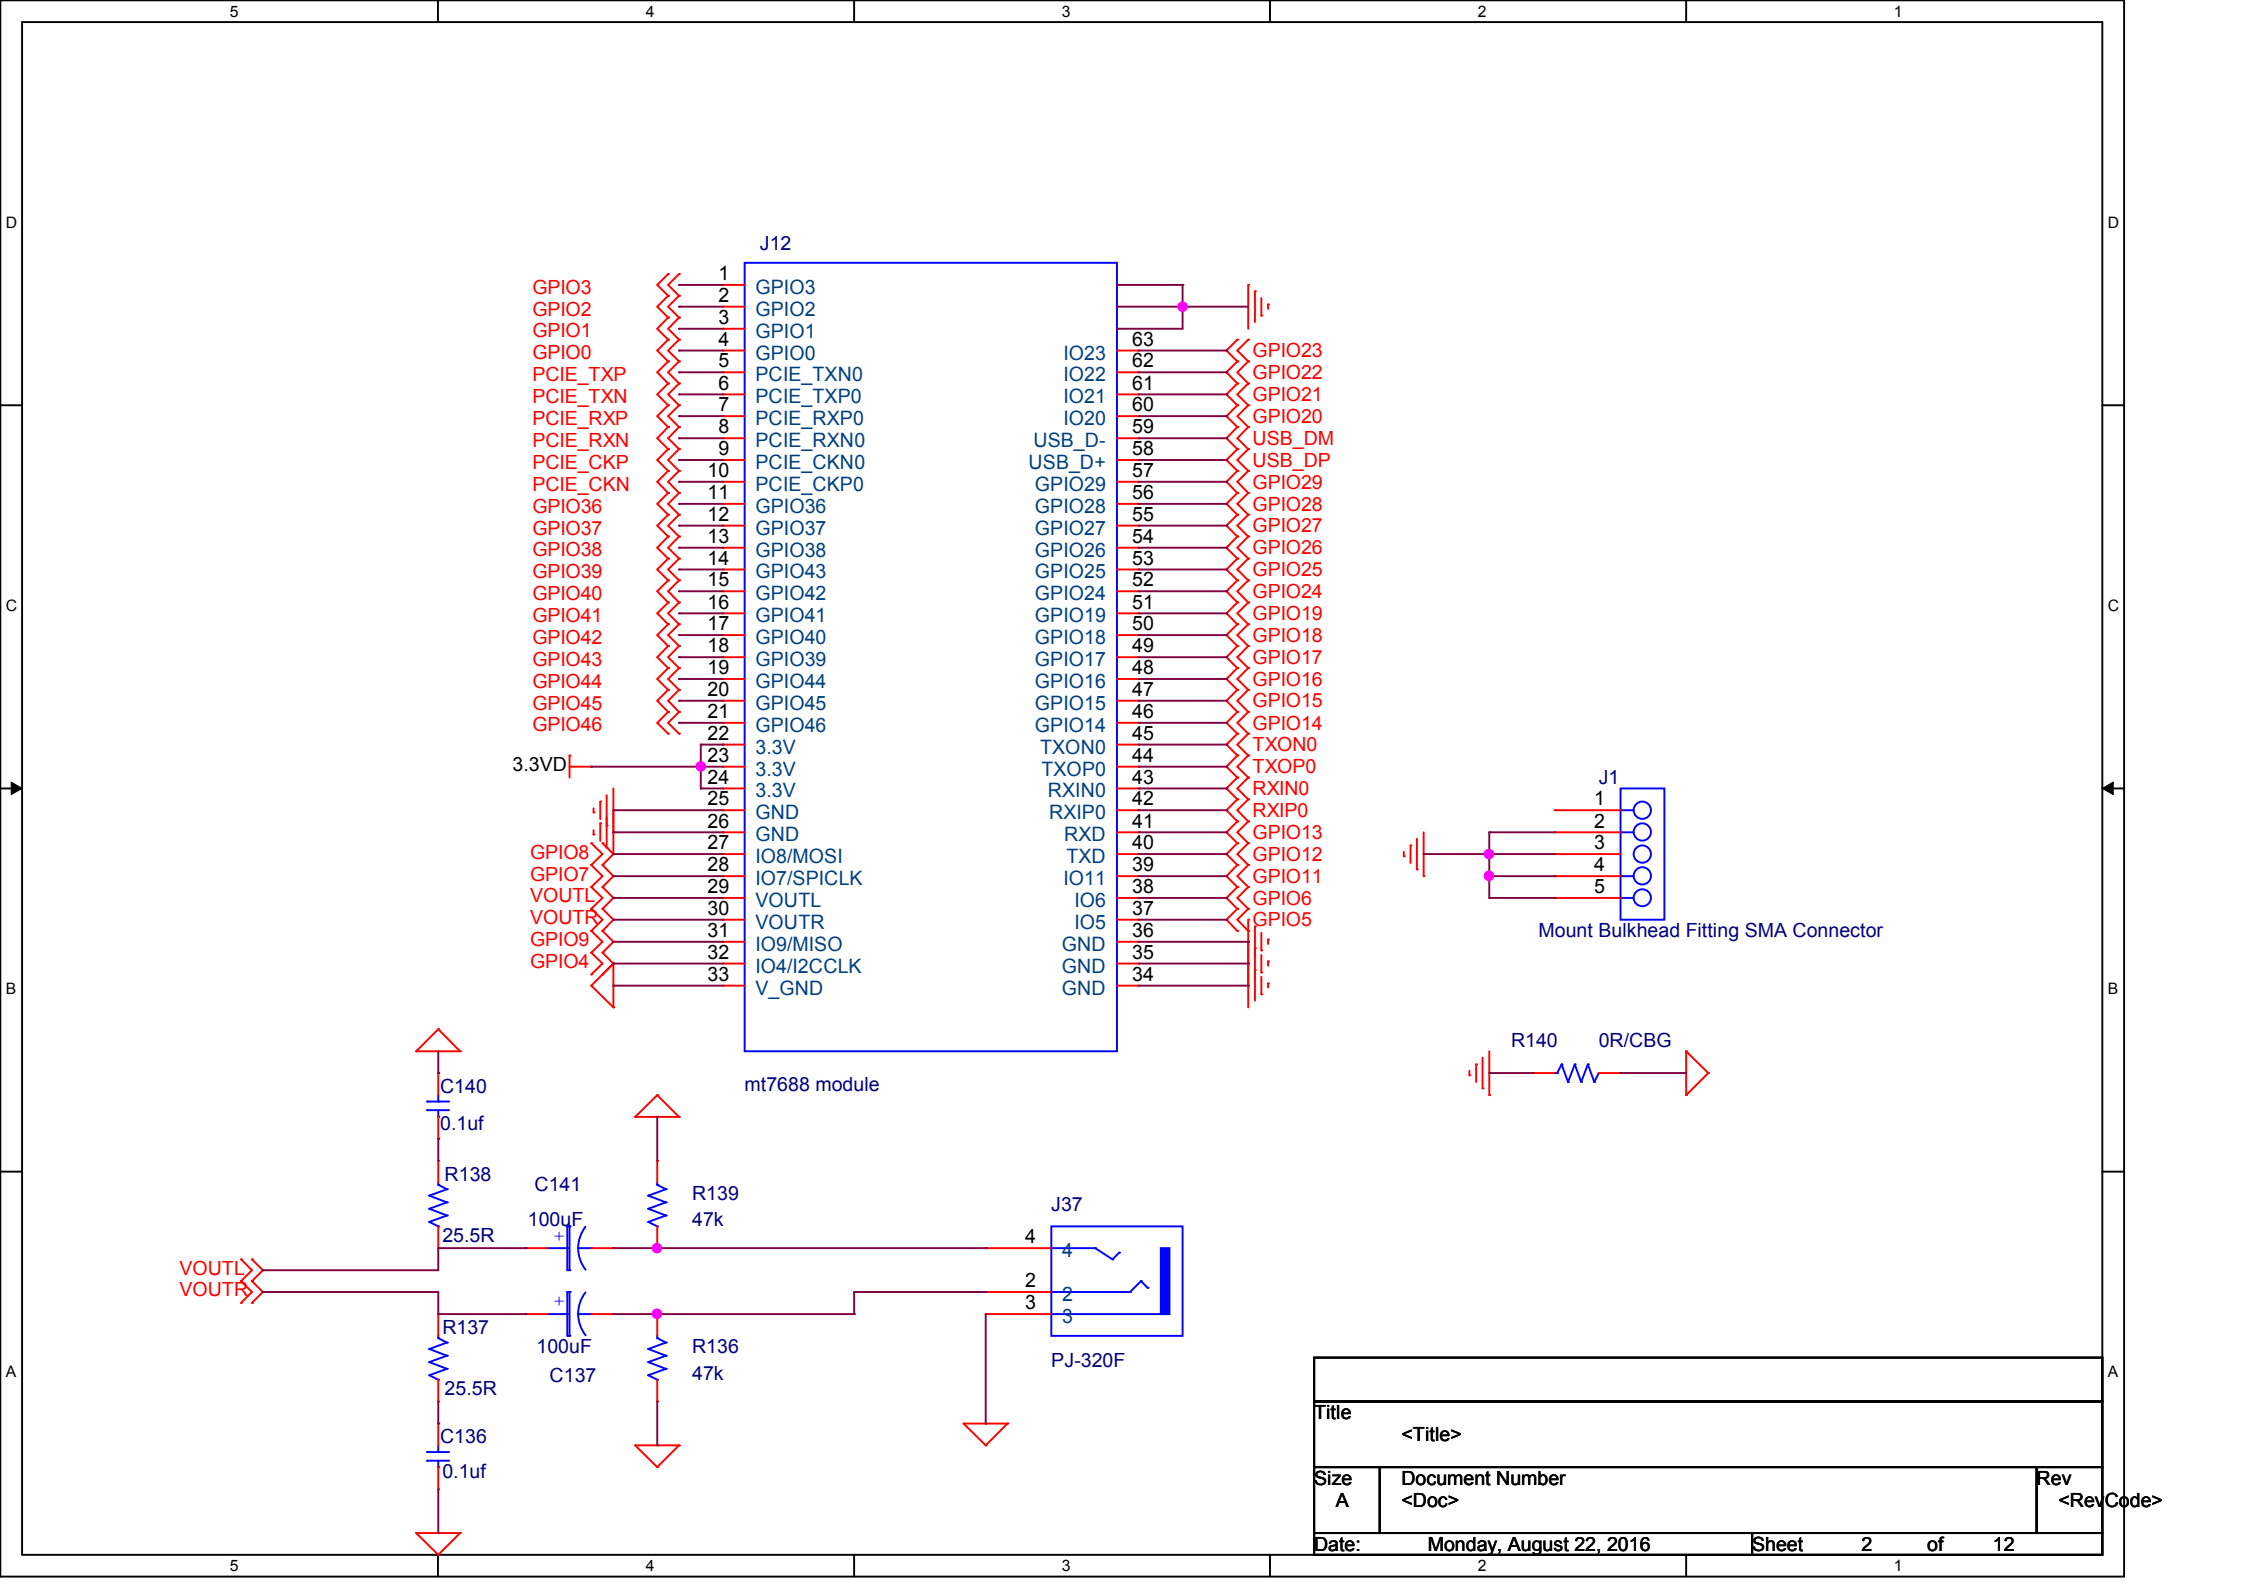 5 4 3 2 1
D D
C C
B B
A A
J12
GPIO3 1 GPIO3
GPIO2 2 GPIO2
GPIO1 3 GPIO1
GPIO0 4 GPIO0 IO23 63 GPIO23
PCIE_TXP 5 PCIE_TXN0 IO22 62 GPIO22
PCIE_TXN 6 PCIE_TXP0 IO21 61 GPIO21
PCIE_RXP 7 PCIE_RXP0 IO20 60 GPIO20
PCIE_RXN 8 PCIE_RXN0 USB_D- 59 USB_DM
PCIE_CKP 9 PCIE_CKN0 USB_D+ 58 USB_DP
PCIE_CKN 10 PCIE_CKP0 GPIO29 57 GPIO29
GPIO36 11 GPIO36 GPIO28 56 GPIO28
GPIO37 12 GPIO37 GPIO27 55 GPIO27
GPIO38 13 GPIO38 GPIO26 54 GPIO26
GPIO39 14 GPIO43 GPIO25 53 GPIO25
GPIO40 15 GPIO42 GPIO24 52 GPIO24
GPIO41 16 GPIO41 GPIO19 51 GPIO19
GPIO42 17 GPIO40 GPIO18 50 GPIO18
GPIO43 18 GPIO39 GPIO17 49 GPIO17
GPIO44 19 GPIO44 GPIO16 48 GPIO16
GPIO45 20 GPIO45 GPIO15 47 GPIO15
GPIO46 21 GPIO46 GPIO14 46 GPIO14
22 3.3V TXON0 45 TXON0
3.3VD 23 3.3V TXOP0 44 TXOP0
24 3.3V RXIN0 43 RXIN0
25 GND RXIP0 42 RXIP0
26 GND RXD 41 GPIO13
GPIO8 27 IO8/MOSI TXD 40 GPIO12
GPIO7 28 IO7/SPICLK IO11 39 GPIO11
VOUTL 29 VOUTL IO6 38 GPIO6
VOUTR 30 VOUTR IO5 37 GPIO5
GPIO9 31 IO9/MISO GND 36
GPIO4 32 IO4/I2CCLK GND 35
33 V_GND GND 34
mt7688 module
J1
1
2
3
4
5
Mount Bulkhead Fitting SMA Connector
R140 0R/CBG
C140
0.1uf
R138
25.5R
C141
100uF
+
R139
47k
VOUTL
VOUTR
R137
25.5R
+
100uF
C137
R136
47k
C136
0.1uf
J37
4 4
2 2
3 3
PJ-320F
Title
<Title>
Size Document Number Rev
A <Doc> <RevCode>
Date: Monday, August 22, 2016 Sheet 2 of 12
5 4 3 2 1